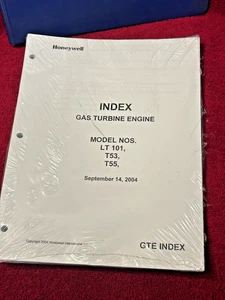 Honeywell
INDEX
GAS TURBINE ENGINE
MODEL NOS.
LT 101,
T53,
T55,
September 14, 2004
GTE INDEX